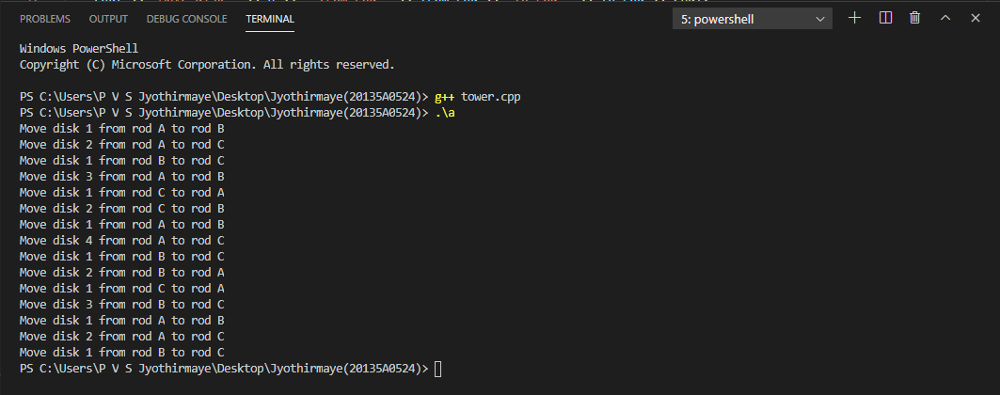 PROBLEMS OUTPUT DEBUG CONSOLE TERMINAL 5: powershell
Windows PowerShell
Copyright (C) Microsoft Corporation. All rights reserved.
PS C:\Users\P V S Jyothirmaye\Desktop\Jyothirmaye(20135A0524)> g++ tower.cpp
PS C:\Users\P V S Jyothirmaye\Desktop\Jyothirmaye(20135A0524)> .\a
Move disk 1 from rod A to rod B
Move disk 2 from rod A to rod C
Move disk 1 from rod B to rod C
Move disk 3 from rod A to rod B
Move disk 1 from rod C to rod A
Move disk 2 from rod C to rod B
Move disk 1 from rod A to rod B
Move disk 4 from rod A to rod C
Move disk 1 from rod B to rod C
Move disk 2 from rod B to rod A
Move disk 1 from rod C to rod A
Move disk 3 from rod B to rod C
Move disk 1 from rod A to rod B
Move disk 2 from rod A to rod C
Move disk 1 from rod B to rod C
PS C:\Users\P V S Jyothirmaye\Desktop\Jyothirmaye(20135A0524)>